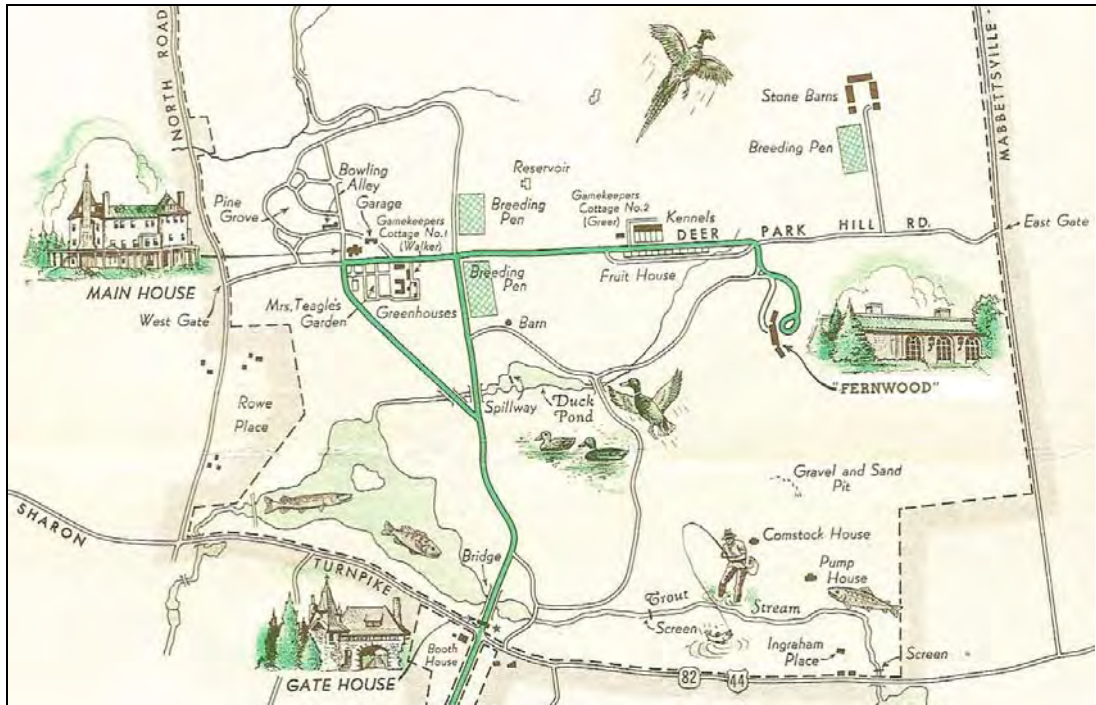 NORTH ROAD
MABBETTSVILLE
Stone Barns
Breeding Pen
Bowling
Alley
Garage
Reservoir
Pine
Grove
Gamekeepers
Cottage No.1
(Walker)
Breeding
Pen
Gamekeepers
Cottage No.2
(Greer)
Kennels
DEER PARK HILL RD.
East Gate
MAIN HOUSE
West Gate
Mrs. Teagle's
Garden
Greenhouses
Breeding
Pen
Fruit House
Barn
"FERNWOOD"
Rowe
Place
Spillway
Duck
Pond
Gravel and Sand
Pit
SHARON TURNPIKE
Bridge
Comstock House
Pump
House
Trout Stream
Screen
Booth
House
GATE HOUSE
Ingraham
Place
Screen
82
44